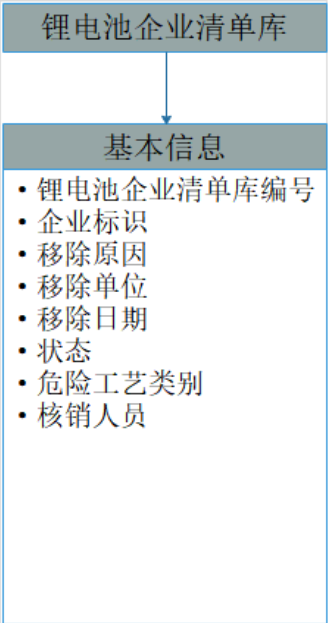 锂电池企业清单库
基本信息
• 锂电池企业清单库编号
• 企业标识
• 移除原因
• 移除单位
• 移除日期
• 状态
• 危险工艺类别
• 核销人员